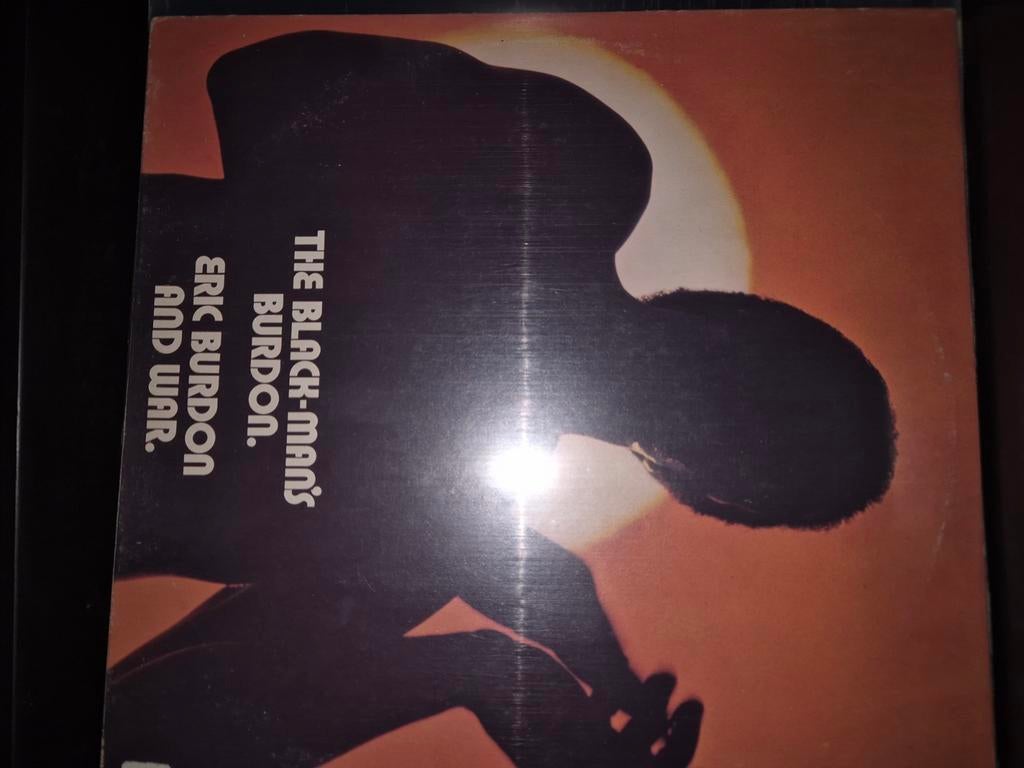 THE BLACK-MAN'S
BURDON.
ERIC BURDON
AND WAR.